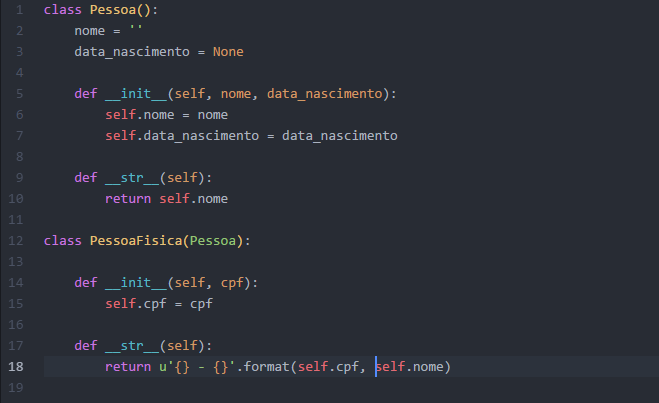 1 class Pessoa():
2     nome = ''
3     data_nascimento = None
4
5     def __init__(self, nome, data_nascimento):
6         self.nome = nome
7         self.data_nascimento = data_nascimento
8
9     def __str__(self):
10         return self.nome
11
12 class PessoaFisica(Pessoa):
13
14     def __init__(self, cpf):
15         self.cpf = cpf
16
17     def __str__(self):
18         return u'{} - {}'.format(self.cpf, self.nome)
19